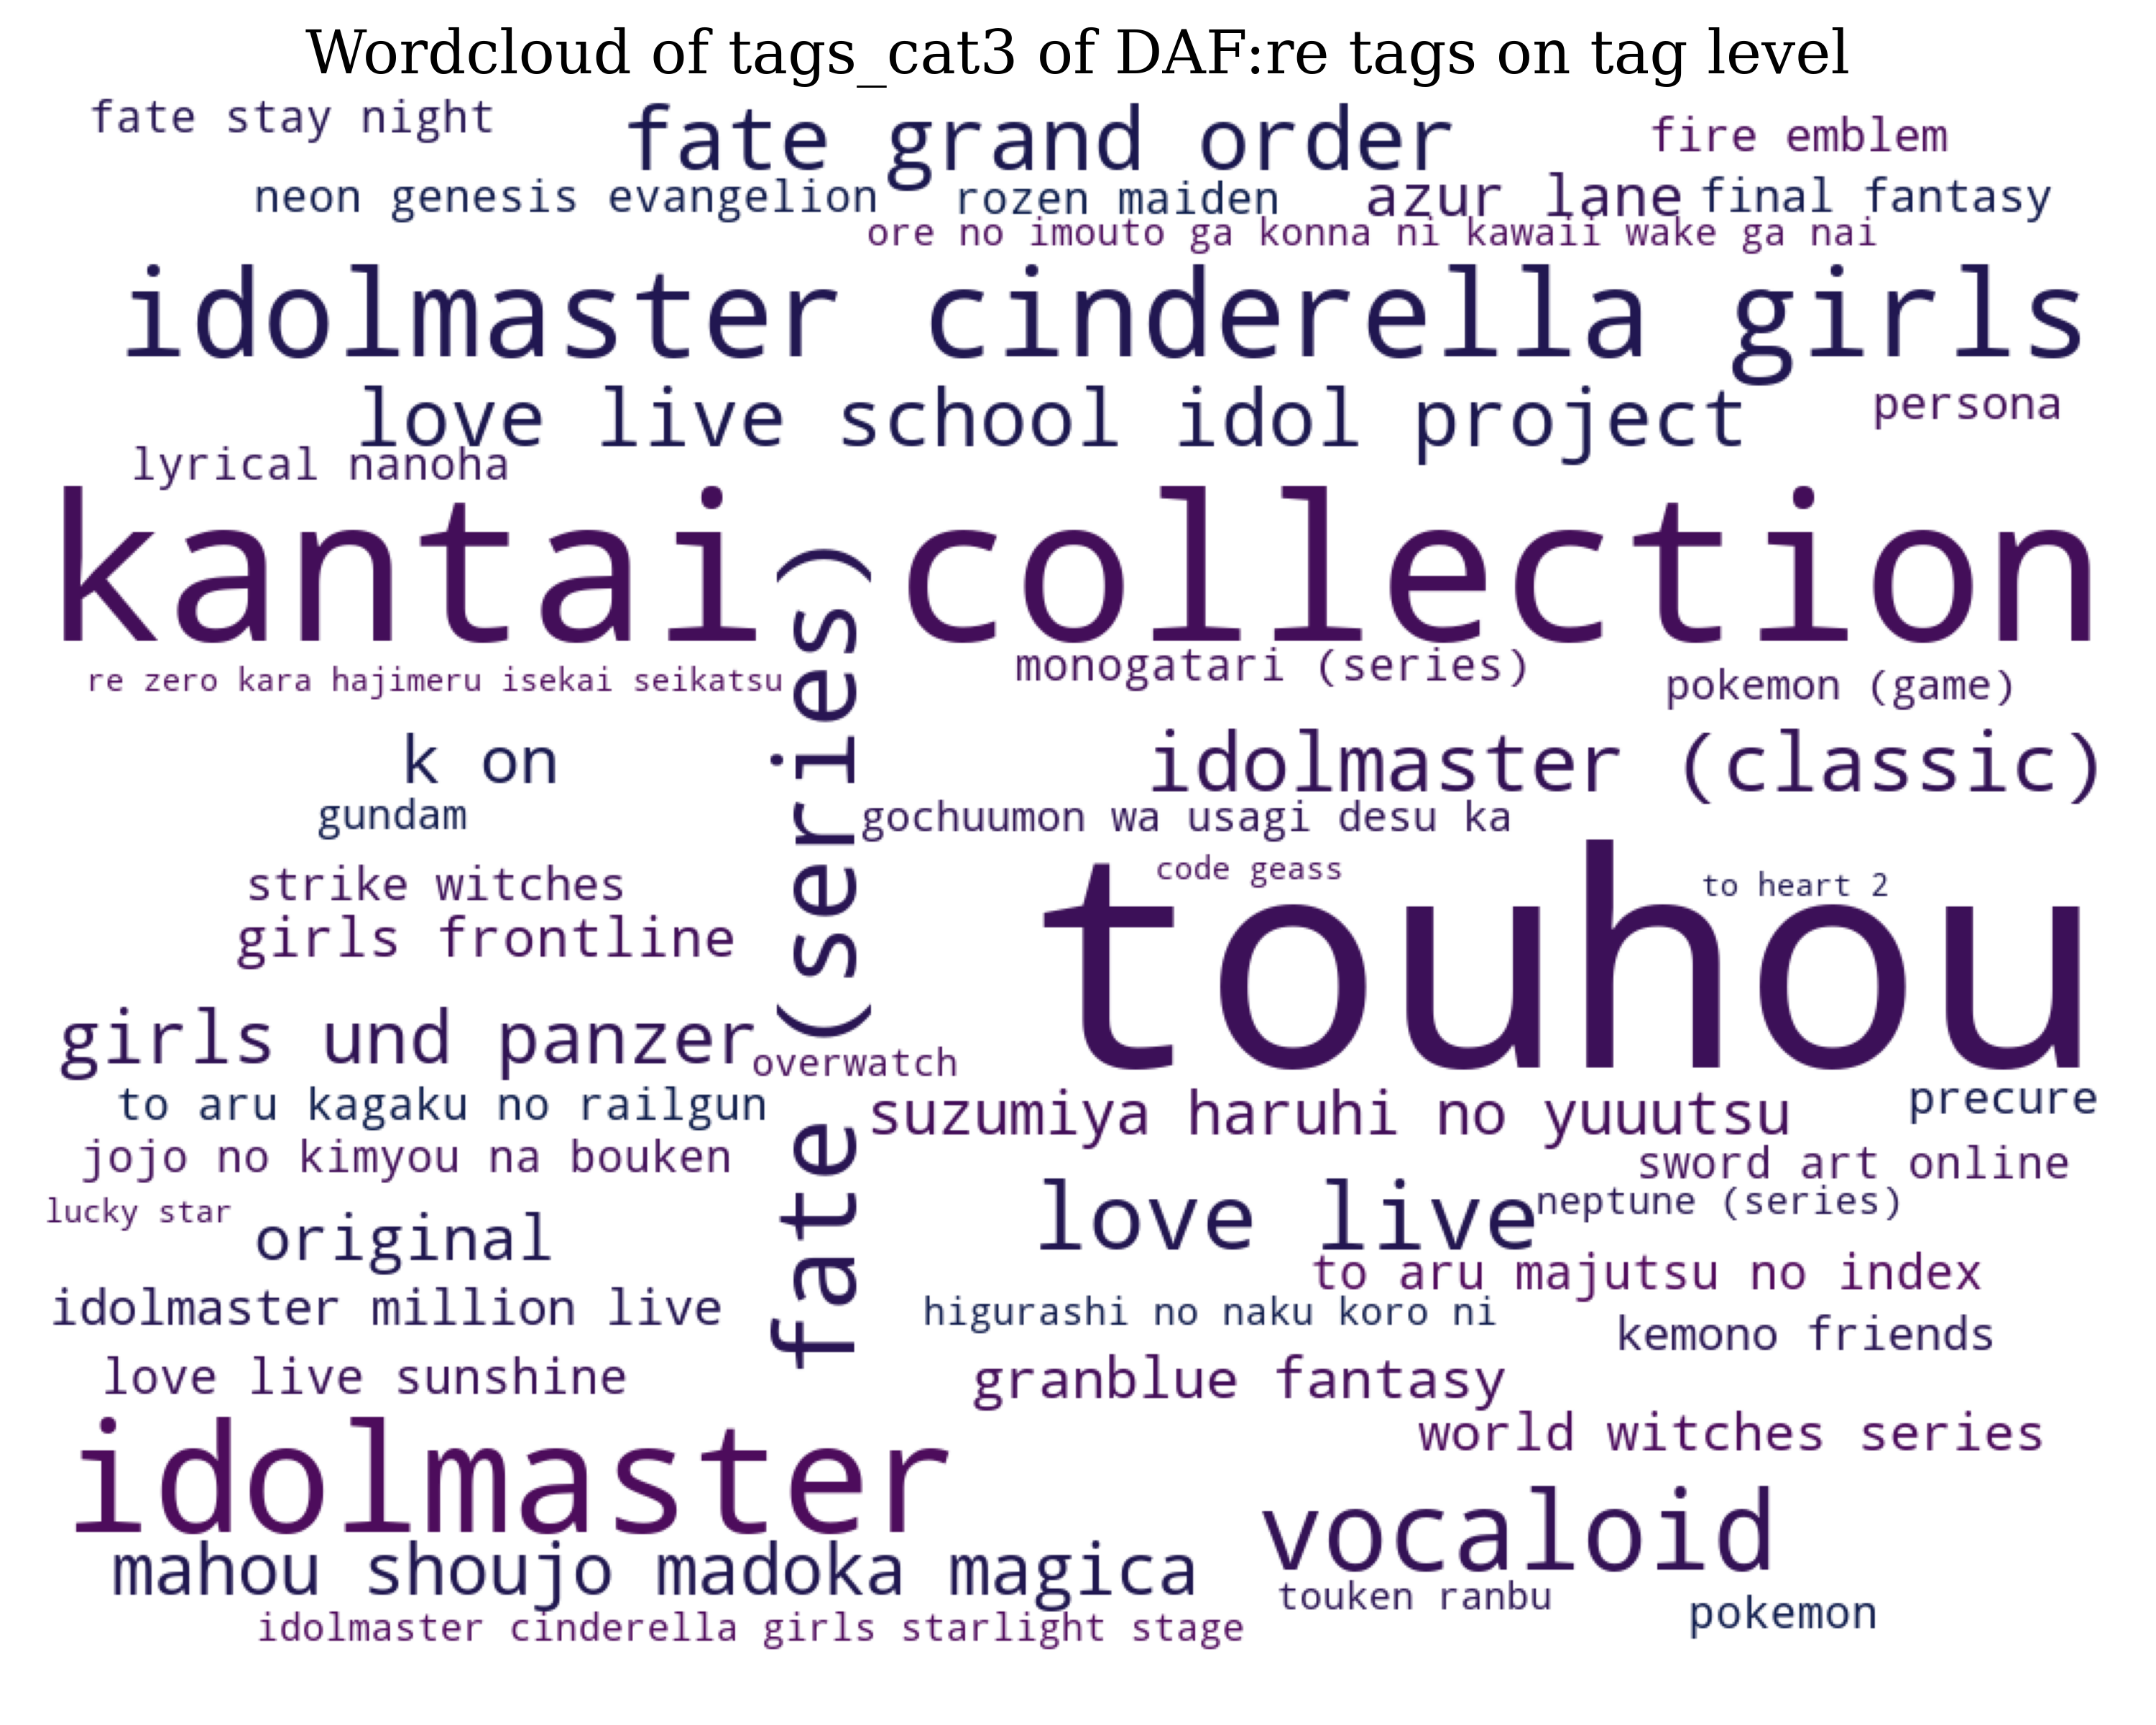 Wordcloud of tags_cat3 of DAF:re tags on tag level
fate stay night
fate grand order
fire emblem
neon genesis evangelion
rozen maiden
azur lane
final fantasy
ore no imouto ga konna ni kawaii wake ga nai
idolmaster cinderella girls
love live school idol project
persona
lyrical nanoha
kantai collection
fate (series)
re zero kara hajimeru isekai seikatsu
monogatari (series)
pokemon (game)
k on
idolmaster (classic)
gundam
gochuumon wa usagi desu ka
strike witches
code geass
to heart 2
girls frontline
touhou
girls und panzer
overwatch
to aru kagaku no railgun
suzumiya haruhi no yuuutsu
precure
jojo no kimyou na bouken
sword art online
lucky star
original
love live
neptune (series)
to aru majutsu no index
idolmaster million live
higurashi no naku koro ni
kemono friends
love live sunshine
granblue fantasy
world witches series
idolmaster
vocaloid
mahou shoujo madoka magica
touken ranbu
pokemon
idolmaster cinderella girls starlight stage